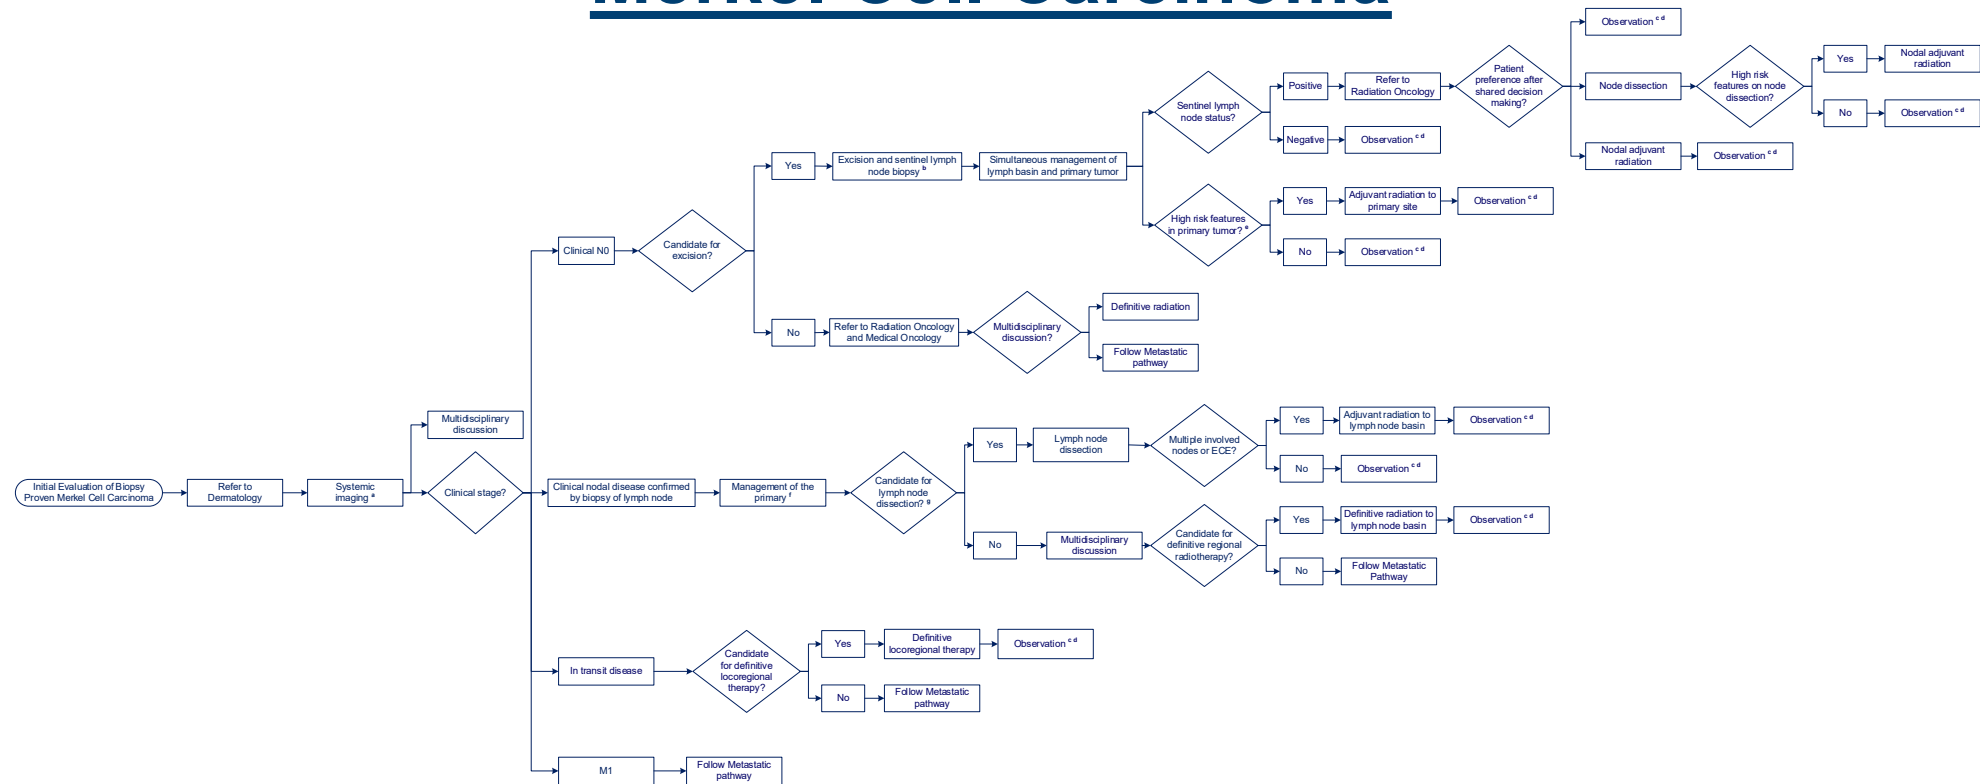 Merkel Cell Carcinoma
Observation c d
Patient
preference after
shared decision
making?
High risk
features on node
dissection?
Yes
Nodal adjuvant
radiation
Sentinel lymph
node status?
Positive
Refer to
Radiation Oncology
Node dissection
No
Observation c d
Negative
Observation c d
Nodal adjuvant
radiation
Observation c d
Yes
Excision and sentinel lymph
node biopsy b
Simultaneous management of
lymph basin and primary tumor
High risk features
in primary tumor? e
Yes
Adjuvant radiation to
primary site
Observation c d
No
Observation c d
Clinical N0
Candidate for
excision?
No
Refer to Radiation Oncology
and Medical Oncology
Multidisciplinary
discussion?
Definitive radiation
Follow Metastatic
pathway
Multidisciplinary
discussion
Initial Evaluation of Biopsy
Proven Merkel Cell Carcinoma
Refer to
Dermatology
Systemic
imaging a
Clinical stage?
Clinical nodal disease confirmed
by biopsy of lymph node
Management of the
primary f
Candidate for
lymph node
dissection? g
Yes
Lymph node
dissection
Multiple involved
nodes or ECE?
Yes
Adjuvant radiation to
lymph node basin
Observation c d
No
Observation c d
No
Multidisciplinary
discussion
Candidate for
definitive regional
radiotherapy?
Yes
Definitive radiation to
lymph node basin
Observation c d
No
Follow Metastatic
Pathway
In transit disease
Candidate
for definitive
locoregional
therapy?
Yes
Definitive
locoregional therapy
Observation c d
No
Follow Metastatic
pathway
M1
Follow Metastatic
pathway